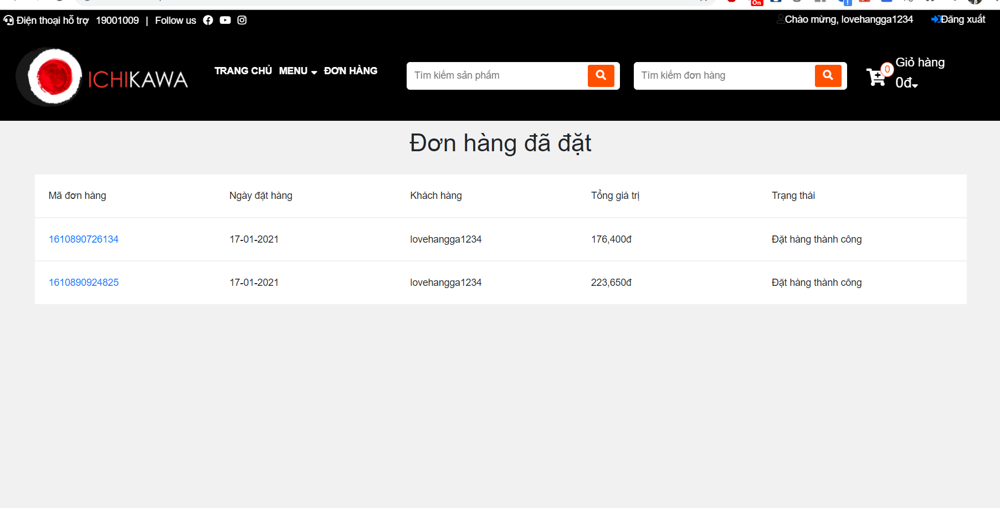 On
Điện thoại hỗ trợ 19001009 | Follow us
Chào mừng, lovehangga1234 Đăng xuất
ICHIKAWA
TRANG CHỦ MENU ĐƠN HÀNG
Tìm kiếm sản phẩm
Tìm kiếm đơn hàng
0
Giỏ hàng
0đ
Đơn hàng đã đặt
Mã đơn hàng Ngày đặt hàng Khách hàng Tổng giá trị Trạng thái
1610890726134 17-01-2021 lovehangga1234 176,400đ Đặt hàng thành công
1610890924825 17-01-2021 lovehangga1234 223,650đ Đặt hàng thành công